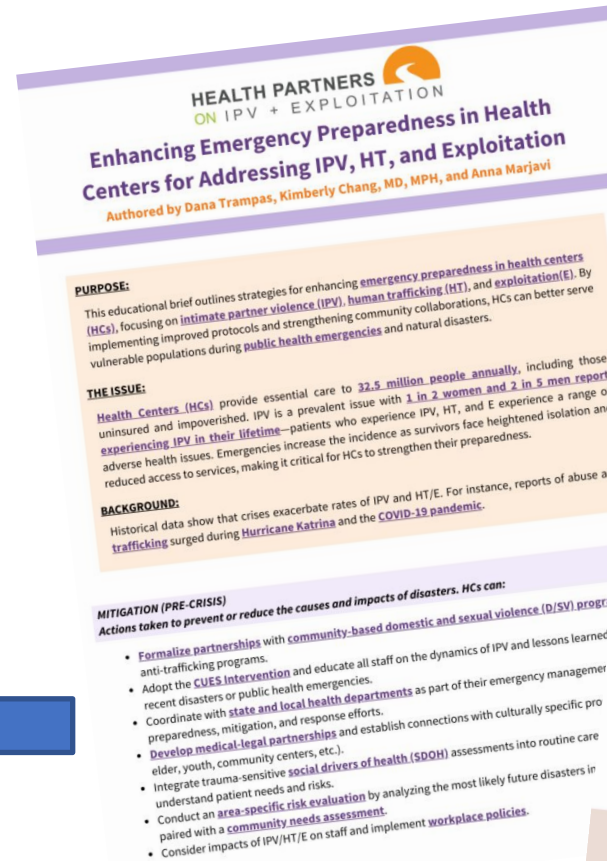 HEALTH PARTNERS
ON IPV + EXPLOITATION
Enhancing Emergency Preparedness in Health
Centers for Addressing IPV, HT, and Exploitation
Authored by Dana Trampas, Kimberly Chang, MD, MPH, and Anna Marjavi
PURPOSE:
This educational brief outlines strategies for enhancing emergency preparedness in health centers
(HCs), focusing on intimate partner violence (IPV), human trafficking (HT), and exploitation(E). By
implementing improved protocols and strengthening community collaborations, HCs can better serve
vulnerable populations during public health emergencies and natural disasters.
THE ISSUE:
Health Centers (HCs) provide essential care to 32.5 million people annually, including those
uninsured and impoverished. IPV is a prevalent issue with 1 in 2 women and 2 in 5 men report
experiencing IPV in their lifetime—patients who experience IPV, HT, and E experience a range o
adverse health issues. Emergencies increase the incidence as survivors face heightened isolation an
reduced access to services, making it critical for HCs to strengthen their preparedness.
BACKGROUND:
Historical data show that crises exacerbate rates of IPV and HT/E. For instance, reports of abuse a
trafficking surged during Hurricane Katrina and the COVID-19 pandemic.
MITIGATION (PRE-CRISIS)
Actions taken to prevent or reduce the causes and impacts of disasters. HCs can:
• Formalize partnerships with community-based domestic and sexual violence (D/SV) progr
anti-trafficking programs.
• Adopt the CUES Intervention and educate all staff on the dynamics of IPV and lessons learned
recent disasters or public health emergencies.
• Coordinate with state and local health departments as part of their emergency managemen
preparedness, mitigation, and response efforts.
• Develop medical-legal partnerships and establish connections with culturally specific pro
elder, youth, community centers, etc.).
• Integrate trauma-sensitive social drivers of health (SDOH) assessments into routine care
understand patient needs and risks.
• Conduct an area-specific risk evaluation by analyzing the most likely future disasters in
paired with a community needs assessment.
• Consider impacts of IPV/HT/E on staff and implement workplace policies.